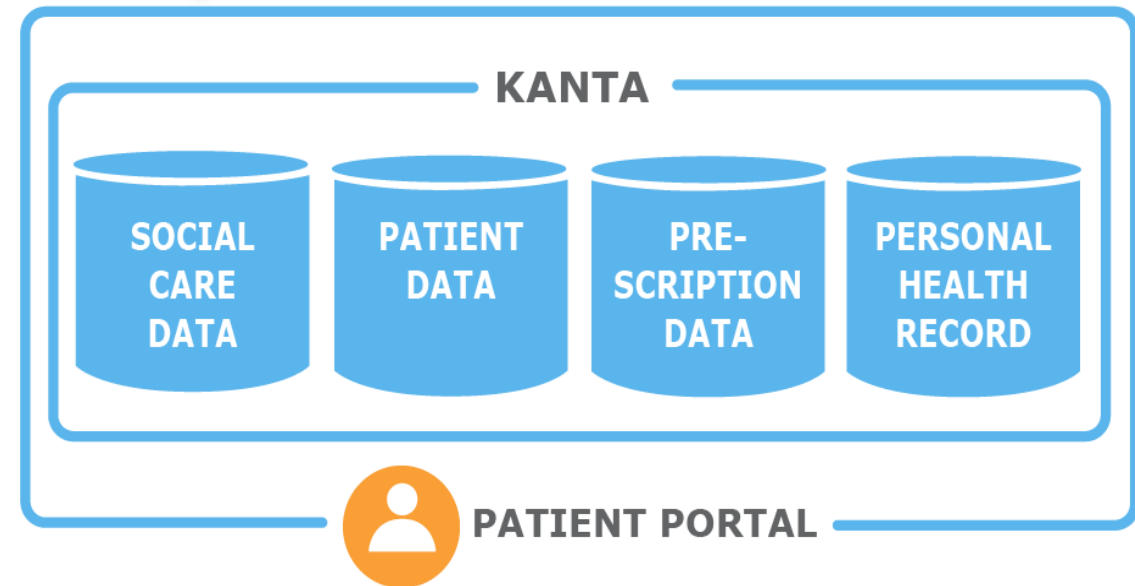 KANTA
SOCIAL
CARE
DATA
PATIENT
DATA
PRE-
SCRIPTION
DATA
PERSONAL
HEALTH
RECORD
PATIENT PORTAL